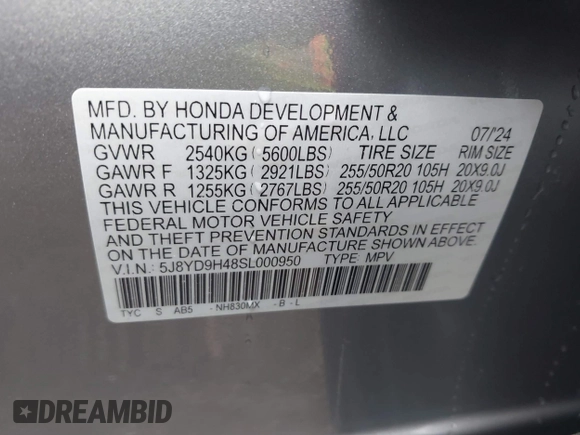 MFD. BY HONDA DEVELOPMENT &
MANUFACTURING OF AMERICA, LLC 07/'24
GVWR 2540KG (5600LBS) TIRE SIZE RIM SIZE
GAWR F 1325KG (2921LBS) 255/50R20 105H 20X9.0J
GAWR R 1255KG (2767LBS) 255/50R20 105H 20X9.0J
THIS VEHICLE CONFORMS TO ALL APPLICABLE
FEDERAL MOTOR VEHICLE SAFETY
AND THEFT PREVENTION STANDARDS IN EFFECT
ON THE DATE OF MANUFACTURE SHOWN ABOVE.
V.I.N.: 5J8YD9H48SL000950 TYPE: MPV
TYC S AB5 - NH830MX - B - L
DREAMBID